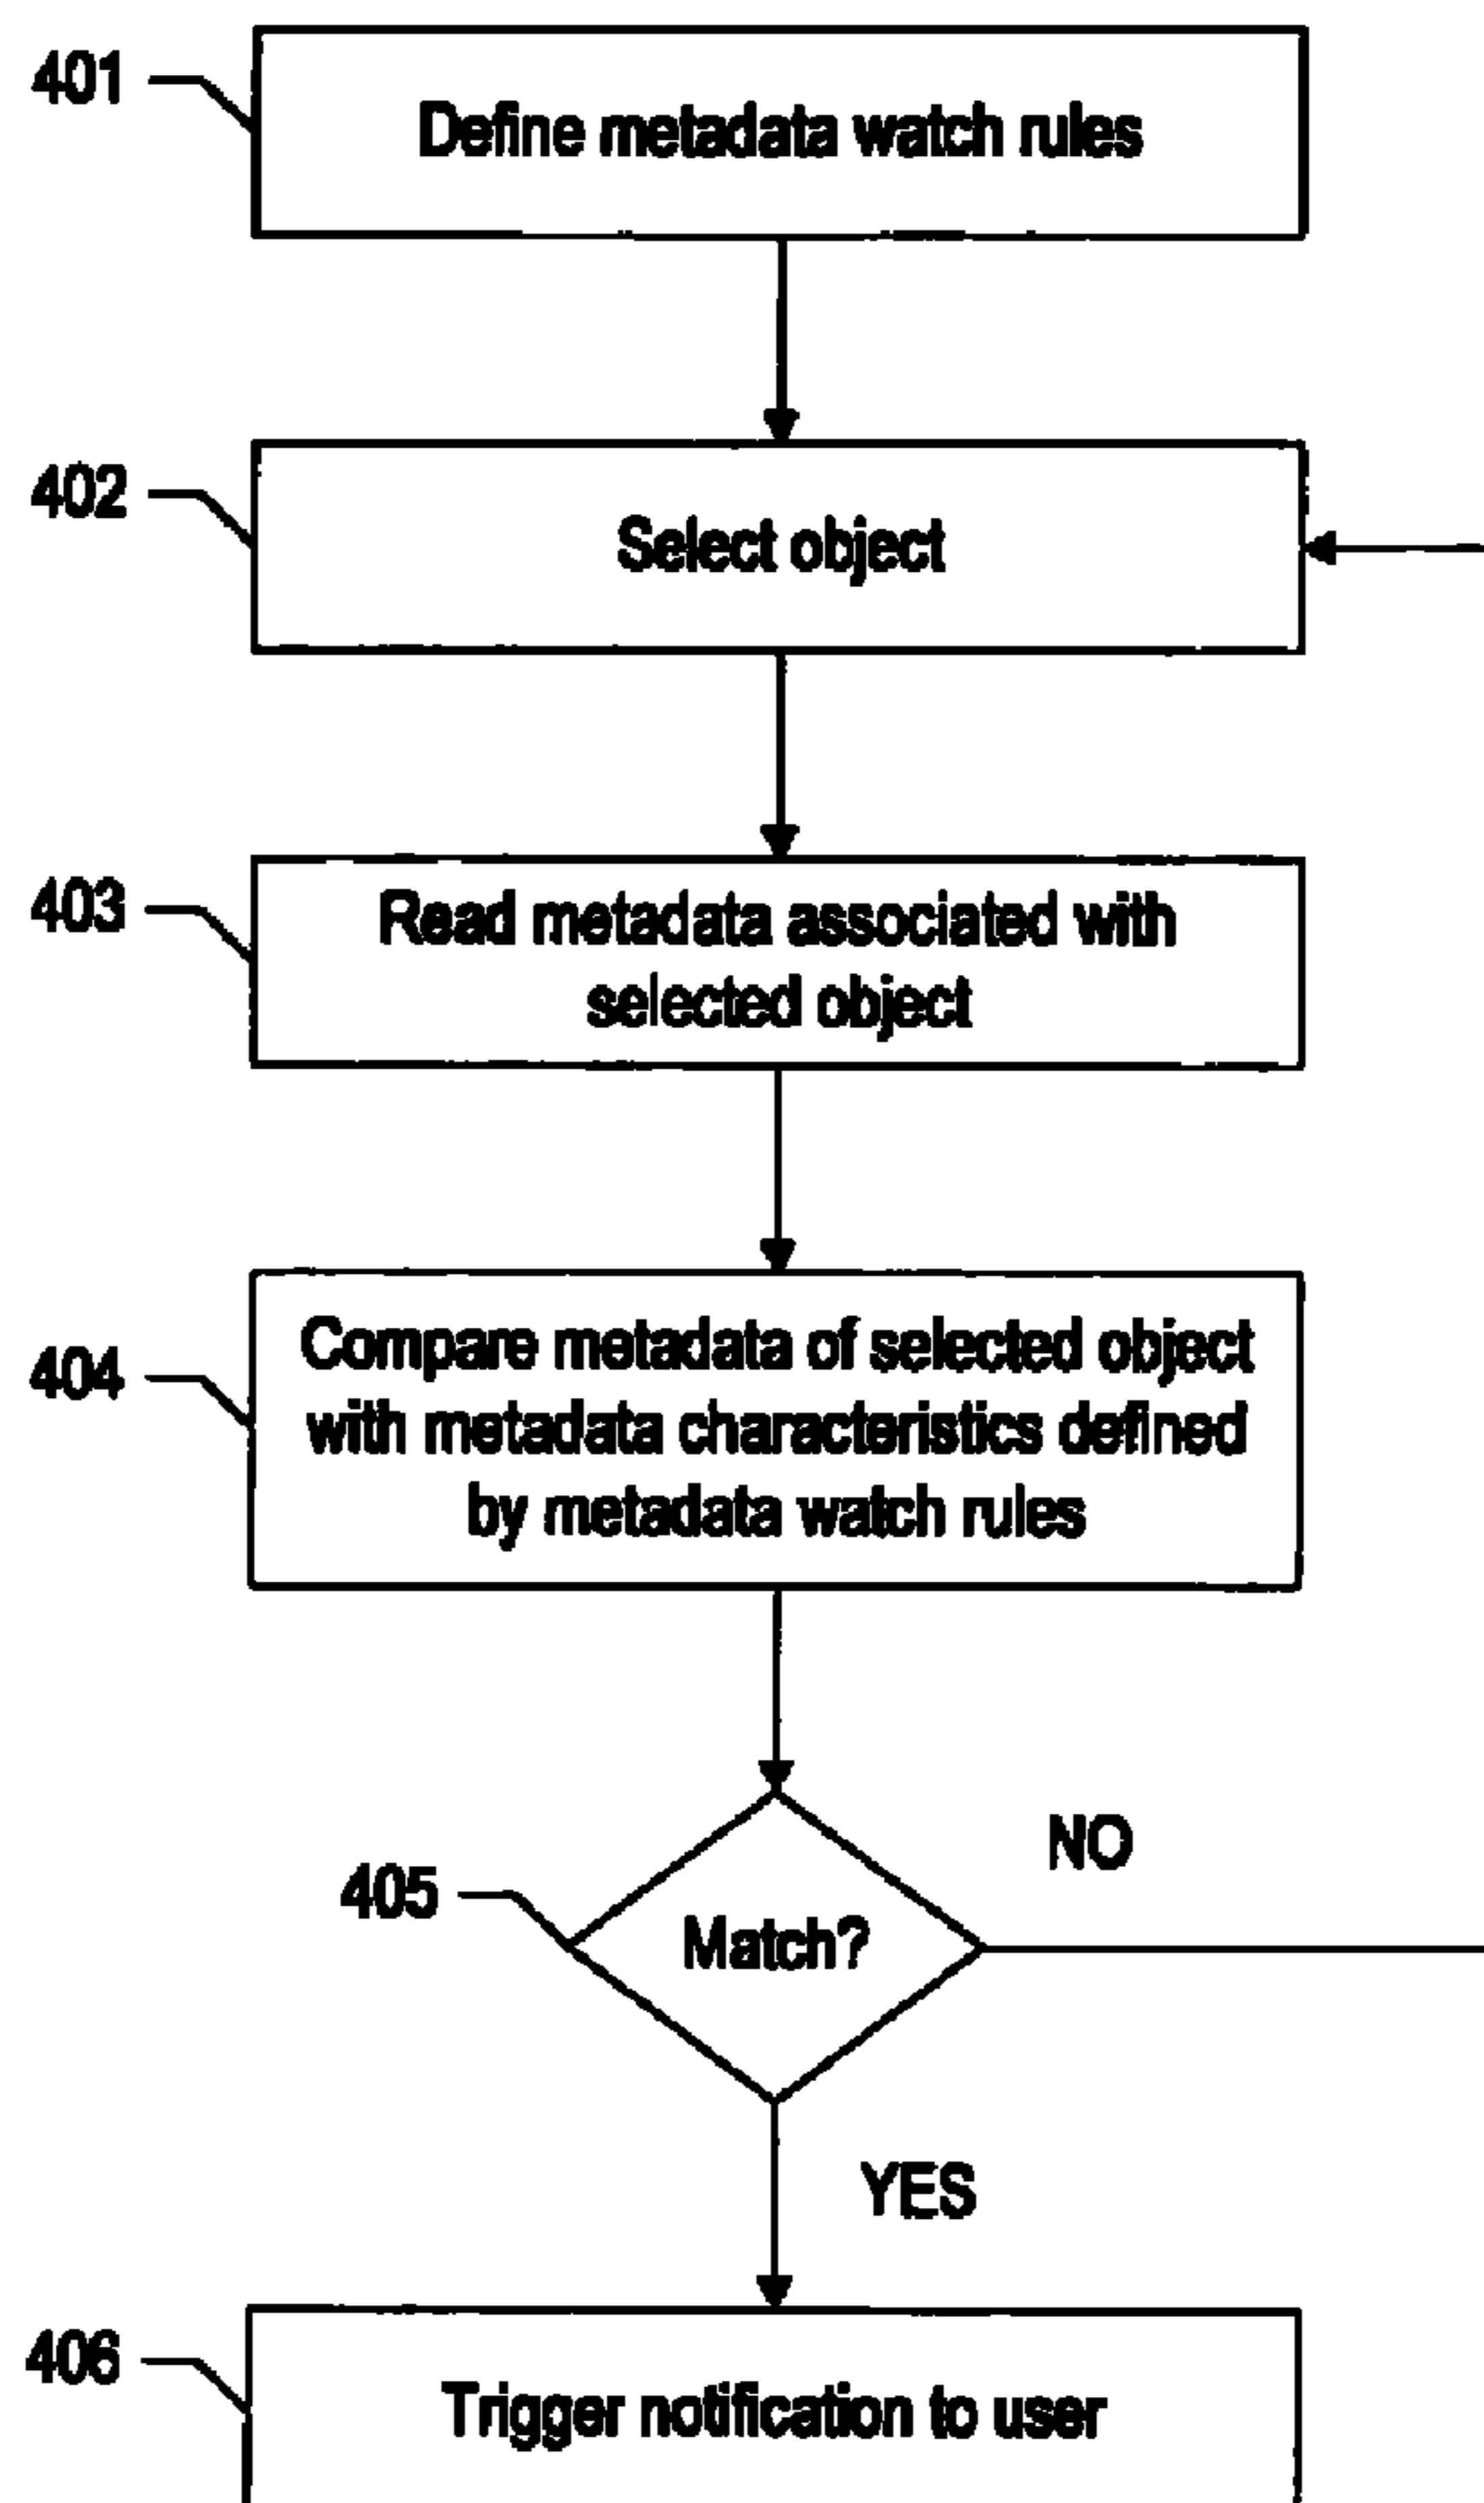 401
Define metadata watch rules
402
Select object
403
Read metadata associated with
selected object
404
Compare metadata of selected object
with metadata characteristics defined
by metadata watch rules
405
Match?
NO
YES
406
Trigger notification to user